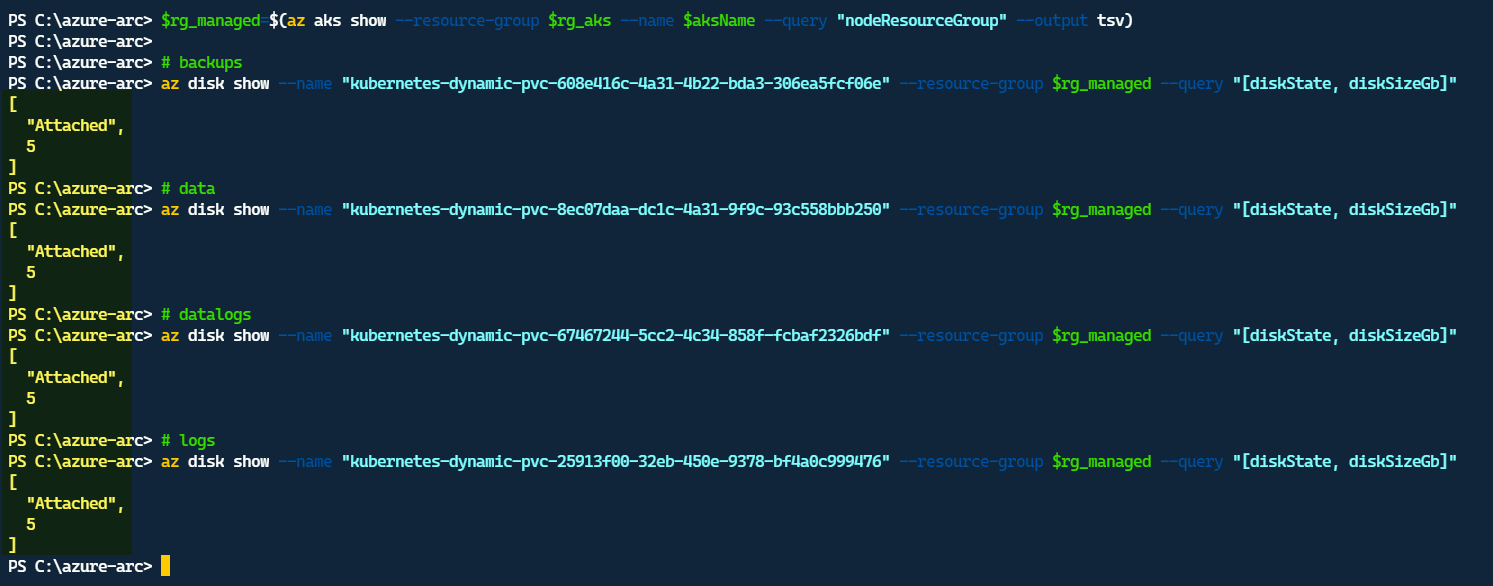 PS C:\azure-arc> $rg_managed=$(az aks show --resource-group $rg_aks --name $aksName --query "nodeResourceGroup" --output tsv)
PS C:\azure-arc>
PS C:\azure-arc> # backups
PS C:\azure-arc> az disk show --name "kubernetes-dynamic-pvc-608e416c-4a31-4b22-bda3-306ea5fcf06e" --resource-group $rg_managed --query "[diskState, diskSizeGb]"
[
  "Attached",
  5
]
PS C:\azure-arc> # data
PS C:\azure-arc> az disk show --name "kubernetes-dynamic-pvc-8ec07daa-dc1c-4a31-9f9c-93c558bbb250" --resource-group $rg_managed --query "[diskState, diskSizeGb]"
[
  "Attached",
  5
]
PS C:\azure-arc> # datalogs
PS C:\azure-arc> az disk show --name "kubernetes-dynamic-pvc-67467244-5cc2-4c34-858f-fcbaf2326bdf" --resource-group $rg_managed --query "[diskState, diskSizeGb]"
[
  "Attached",
  5
]
PS C:\azure-arc> # logs
PS C:\azure-arc> az disk show --name "kubernetes-dynamic-pvc-25913f00-32eb-450e-9378-bf4a0c999476" --resource-group $rg_managed --query "[diskState, diskSizeGb]"
[
  "Attached",
  5
]
PS C:\azure-arc>